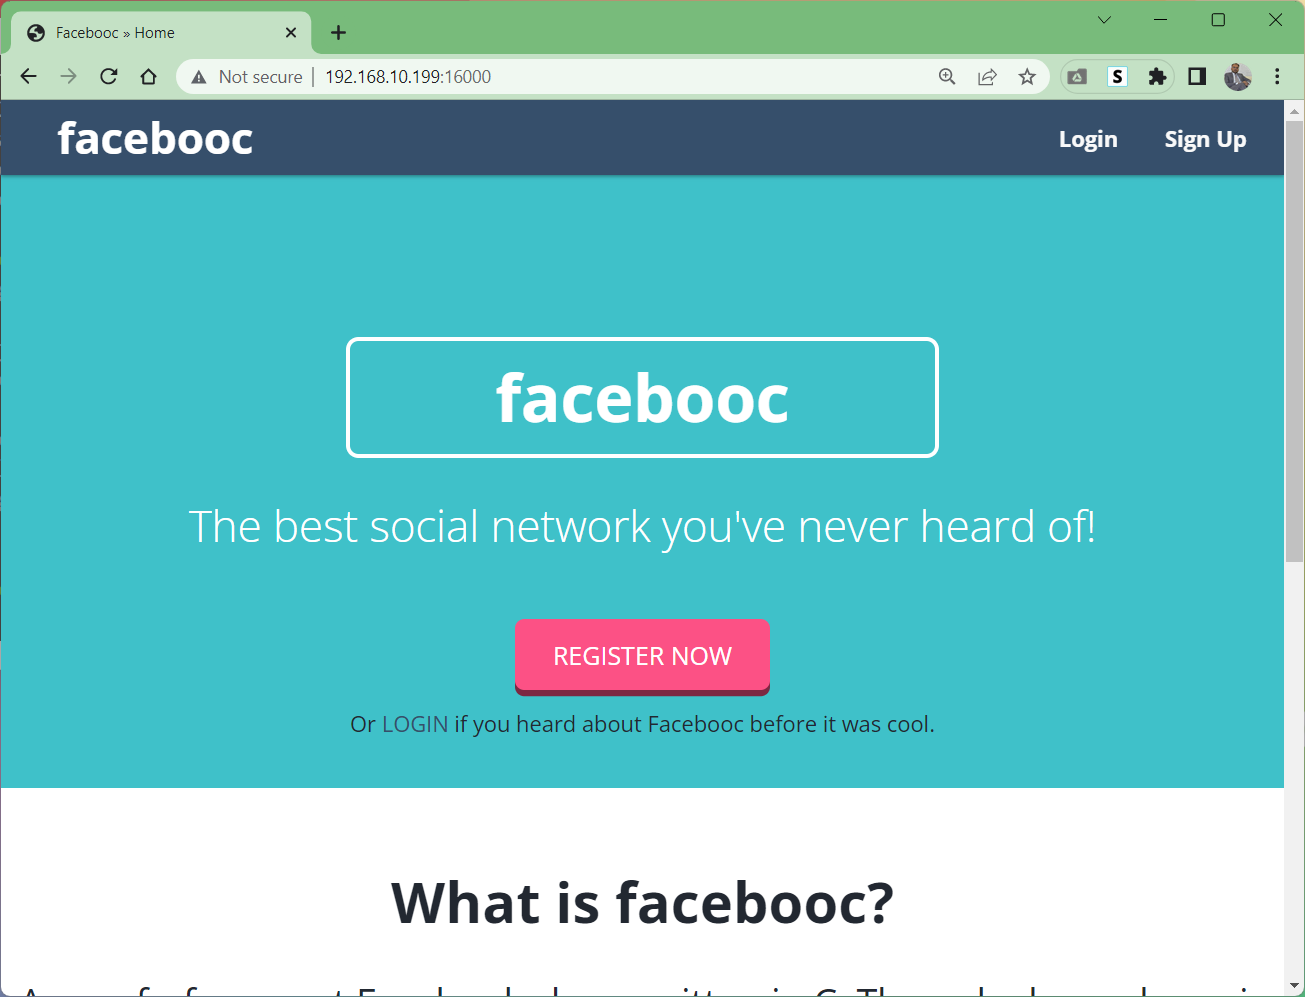 Facebooc » Home
Not secure | 192.168.10.199:16000
S
facebooc
Login
Sign Up
facebooc
The best social network you've never heard of!
REGISTER NOW
Or LOGIN if you heard about Facebooc before it was cool.
What is facebooc?